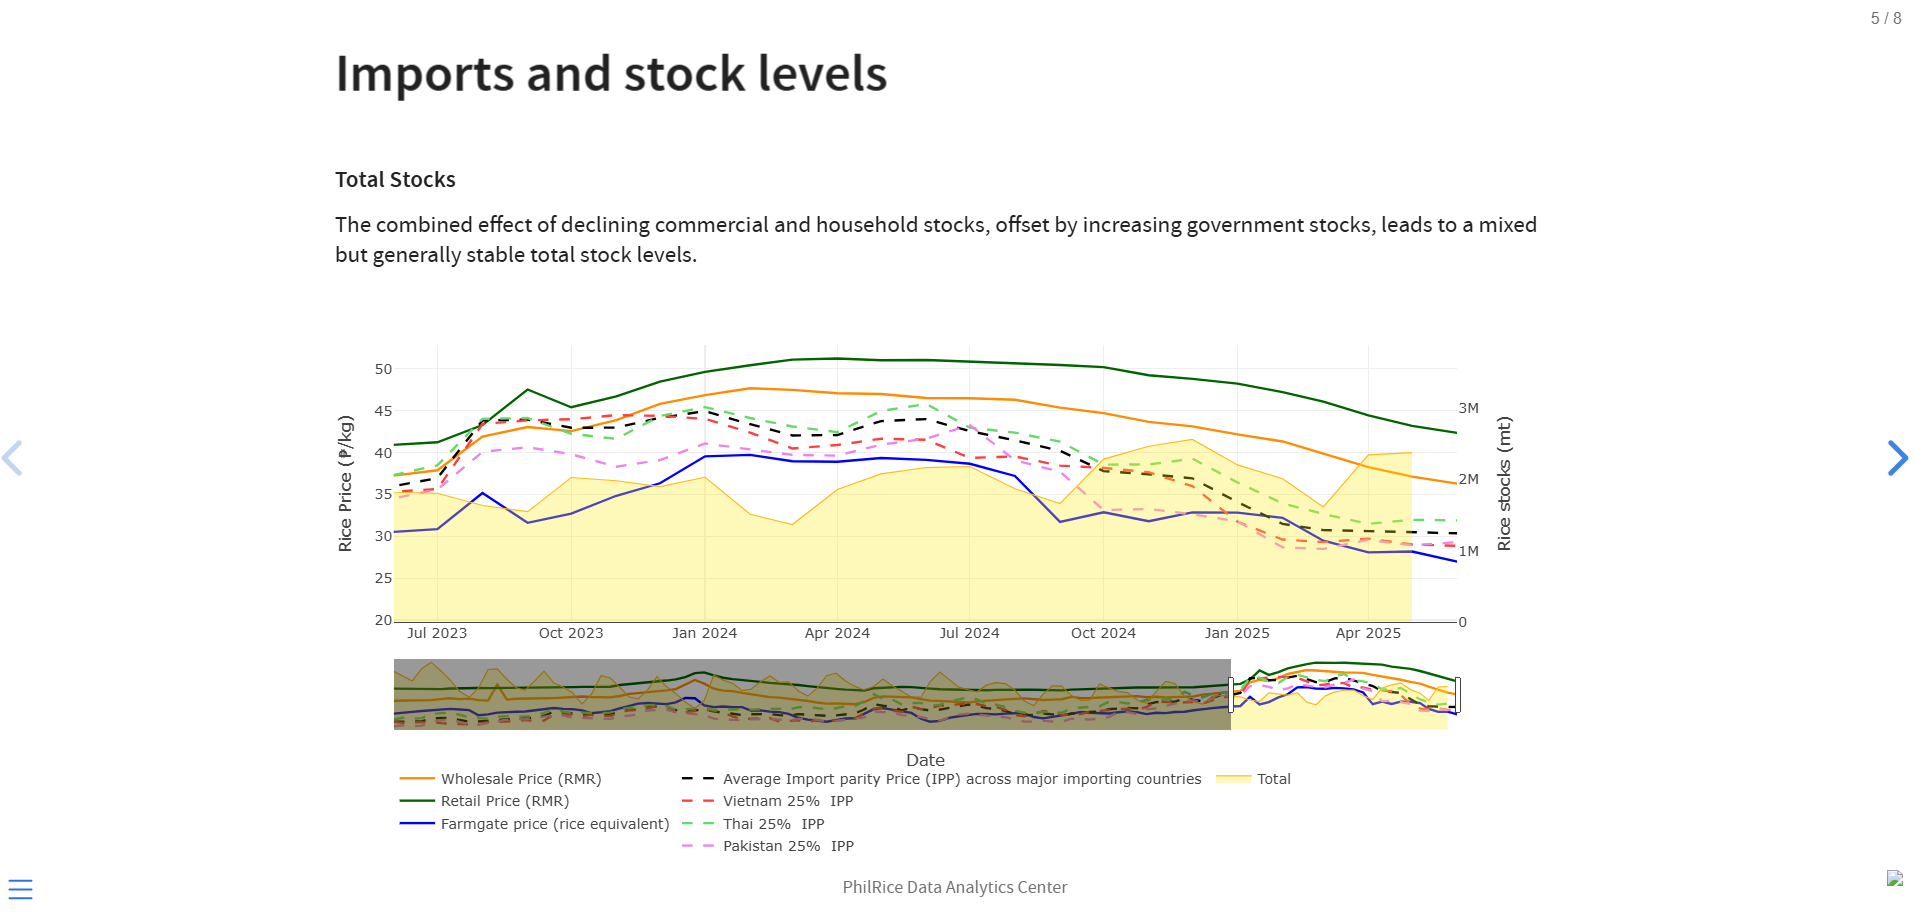 5 / 8
Imports and stock levels
Total Stocks
The combined effect of declining commercial and household stocks, offset by increasing government stocks, leads to a mixed
but generally stable total stock levels.
Rice Price (₱/kg)
50
45
40
35
30
25
20
3M
2M
1M
0
Rice stocks (mt)
Jul 2023
Oct 2023
Jan 2024
Apr 2024
Jul 2024
Oct 2024
Jan 2025
Apr 2025
Date
Wholesale Price (RMR)
Retail Price (RMR)
Farmgate price (rice equivalent)
Average Import parity Price (IPP) across major importing countries
Vietnam 25%  IPP
Thai 25%  IPP
Pakistan 25%  IPP
Total
PhilRice Data Analytics Center